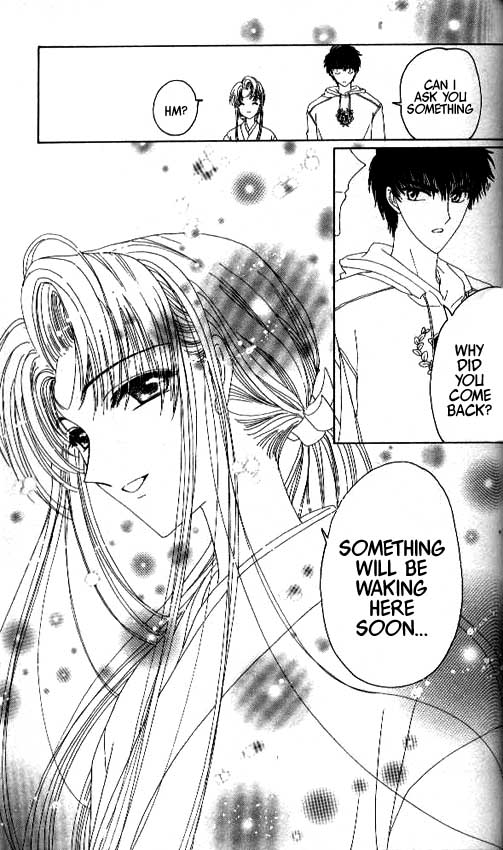 CAN I
ASK YOU
SOMETHING
HM?
WHY
DID
YOU
COME
BACK?
SOMETHING
WILL BE
WAKING
HERE
SOON...